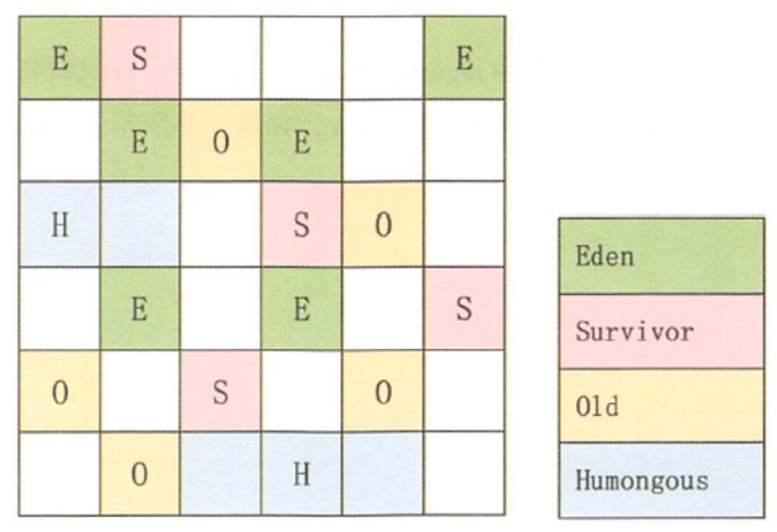 E S E
E O E
H S O
E E S
O S O
O H
Eden
Survivor
Old
Humongous